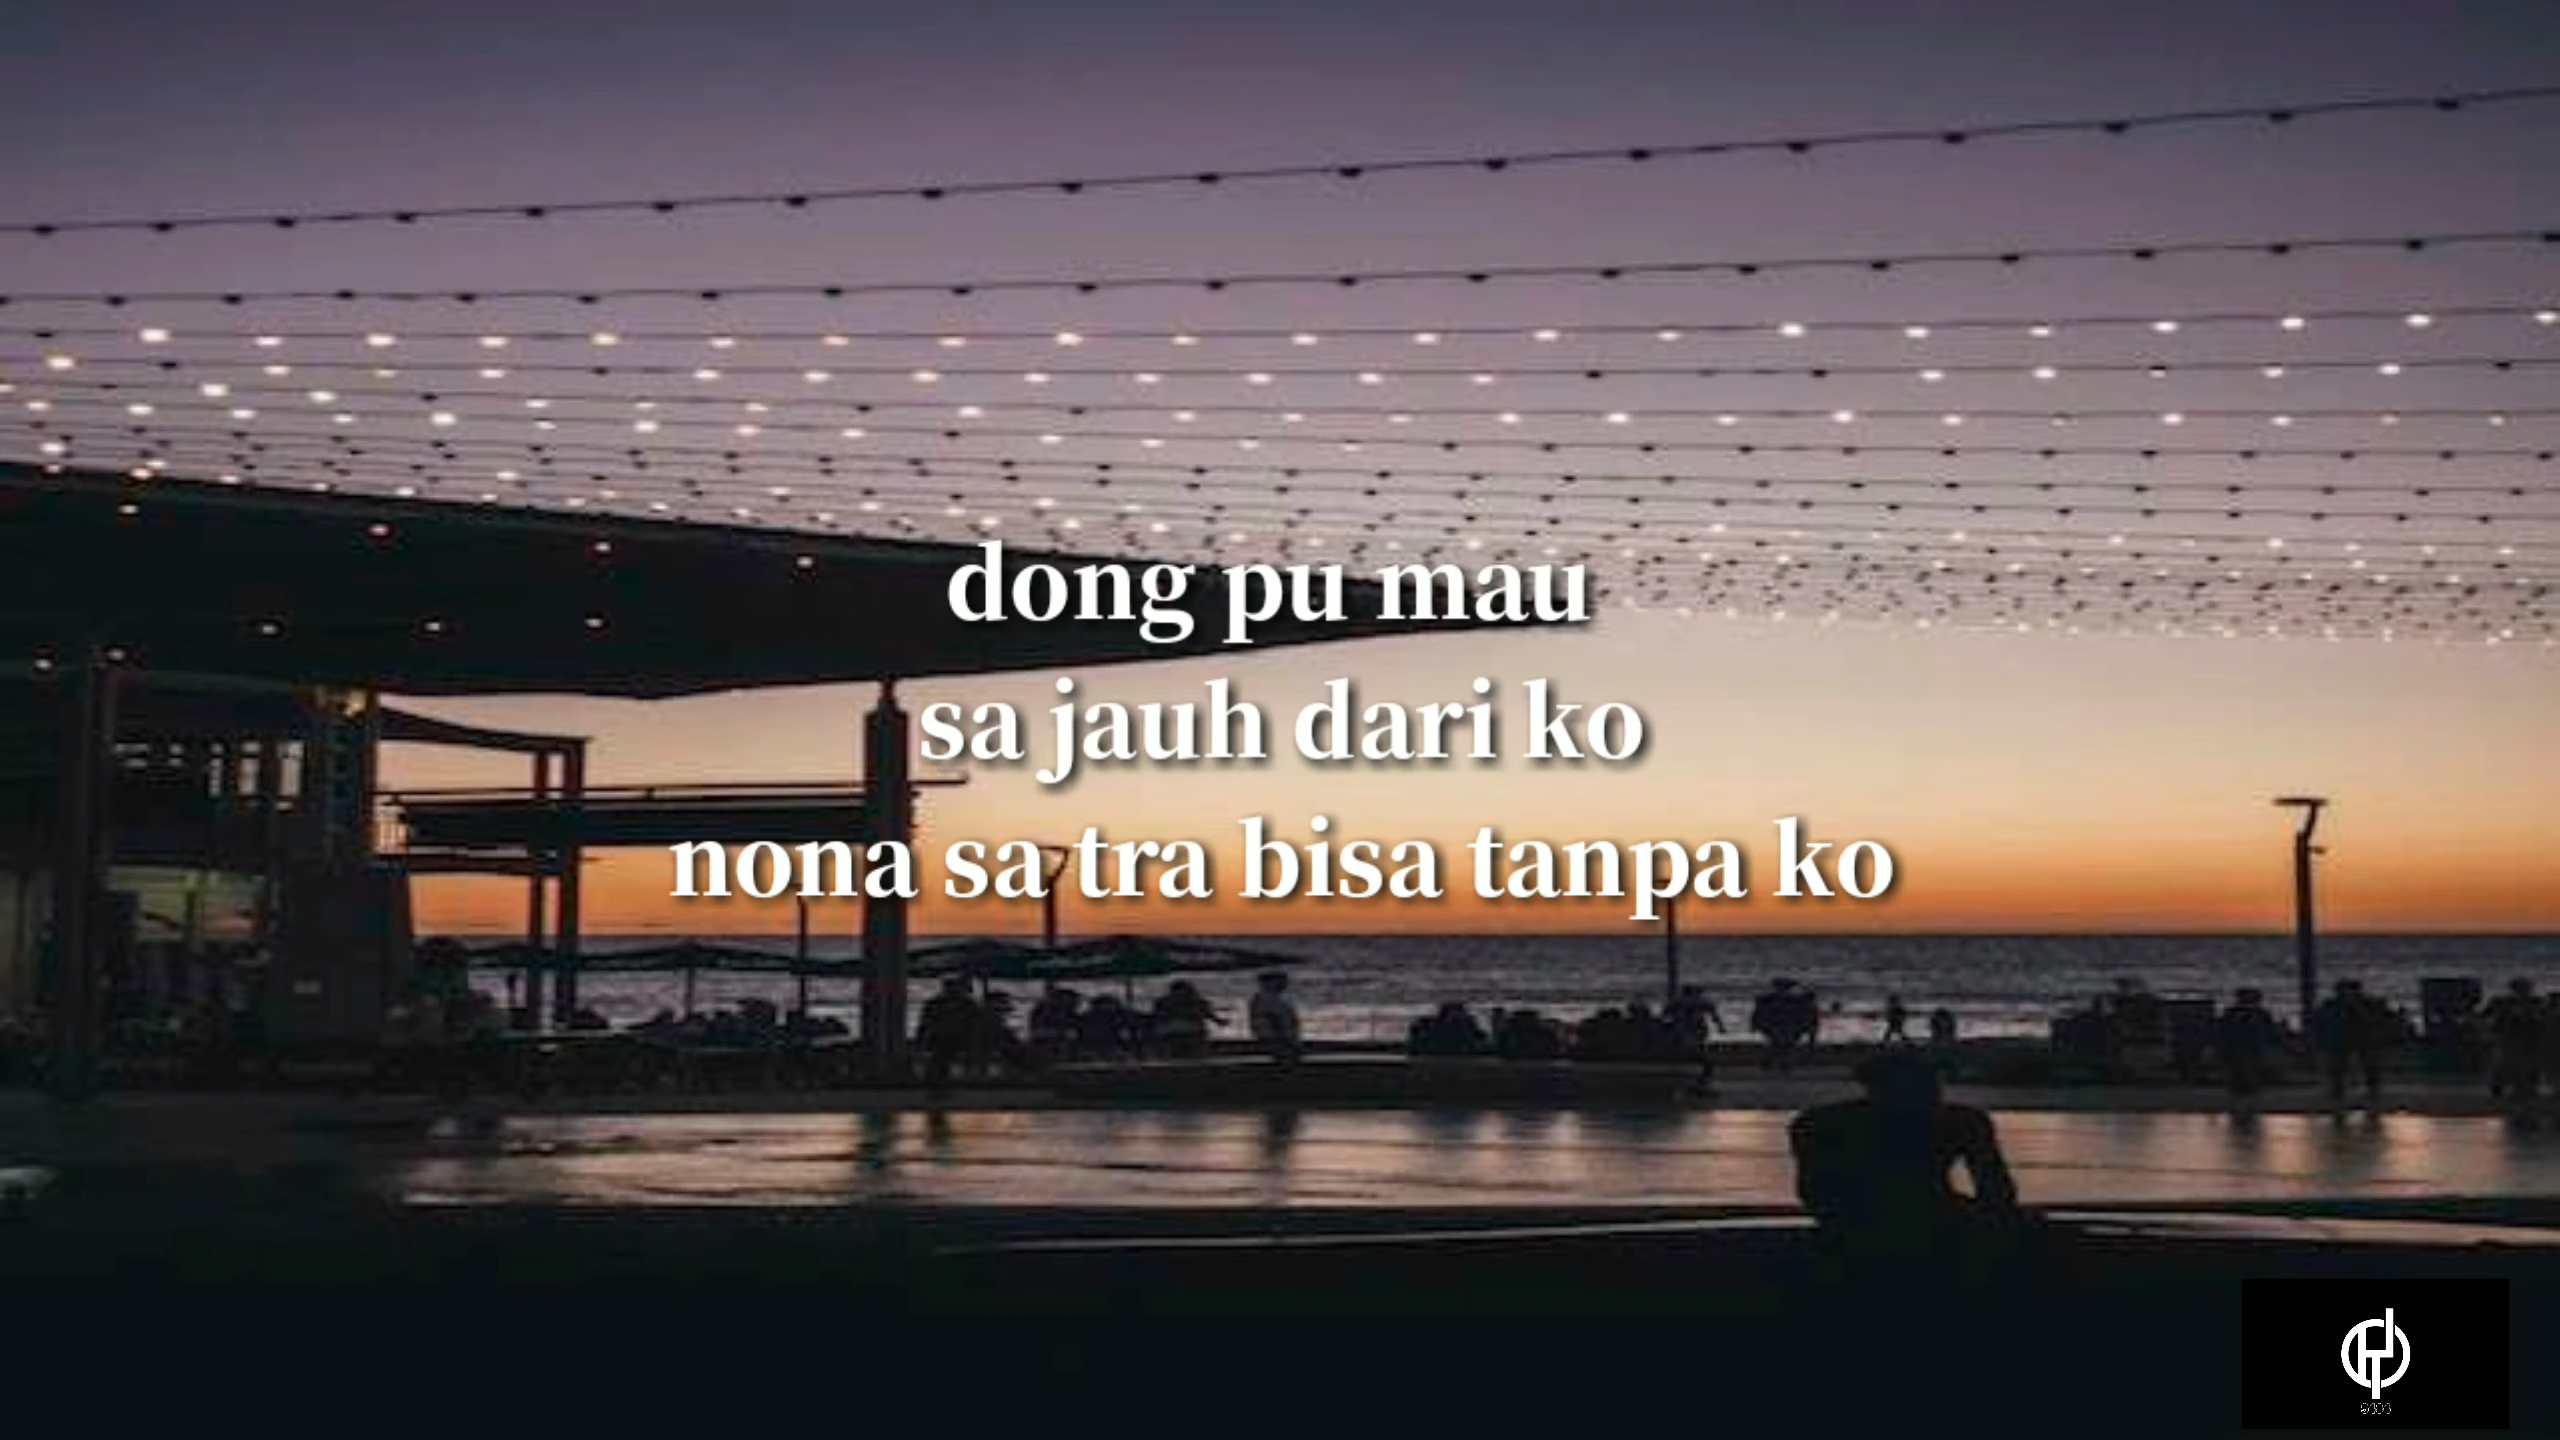 dong pu mau
sa jauh dari ko
nona sa tra bisa tanpa ko